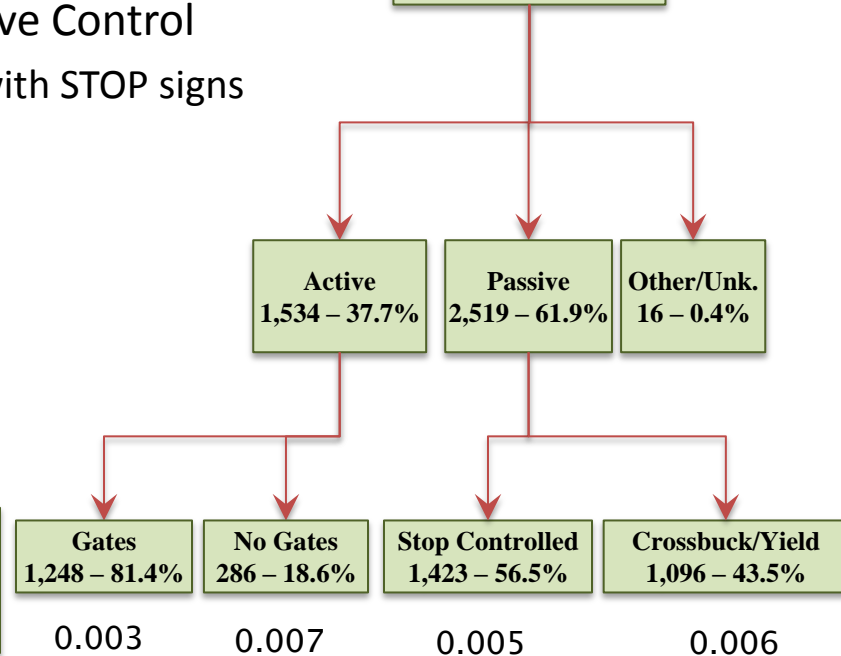 ve Control
with STOP signs
Active
1,534 – 37.7%
Passive
2,519 – 61.9%
Other/Unk.
16 – 0.4%
Gates
1,248 – 81.4%
No Gates
286 – 18.6%
Stop Controlled
1,423 – 56.5%
Crossbuck/Yield
1,096 – 43.5%
0.003
0.007
0.005
0.006